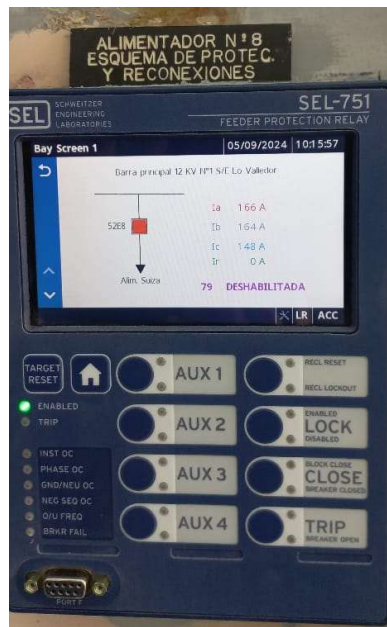 ALIMENTADOR Nº8
ESQUEMA DE PROTEC.
Y RECONEXIONES
SEL
SCHWEITZER
ENGINEERING
LABORATORIES
SEL-751
FEEDER PROTECTION RELAY
Bay Screen 1
05/09/2024
10:15:57
Barra principal 12 KV Nº1 S/E Lo Valledor
52E8
Ia 166 A
Ib 164 A
Ic 148 A
Ir 0 A
Alim. Suiza
79 DESHABILITADA
LR ACC
TARGET
RESET
ENABLED
TRIP
INST OC
PHASE OC
GND/NEU OC
NEG SEQ OC
O/U FREQ
BRKR FAIL
AUX 1
AUX 2
AUX 3
AUX 4
RECL RESET
RECL LOCKOUT
ENABLED
LOCK
DISABLED
BLOCK CLOSE
CLOSE
BREAKER CLOSED
TRIP
BREAKER OPEN
PORT F